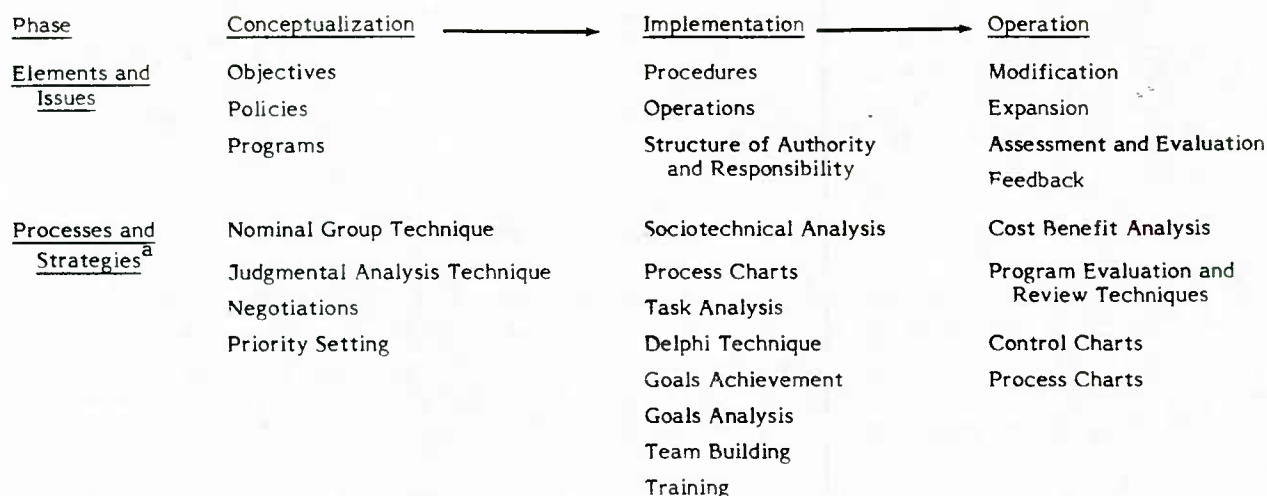 Phase Conceptualization Implementation Operation
Elements and Issues
Objectives
Policies
Programs
Procedures
Operations
Structure of Authority
and Responsibility
Modification
Expansion
Assessment and Evaluation
Feedback
Processes and
Strategies^a
Nominal Group Technique
Judgmental Analysis Technique
Negotiations
Priority Setting
Sociotechnical Analysis
Process Charts
Task Analysis
Delphi Technique
Goals Achievement
Goals Analysis
Team Building
Training
Cost Benefit Analysis
Program Evaluation and
Review Techniques
Control Charts
Process Charts